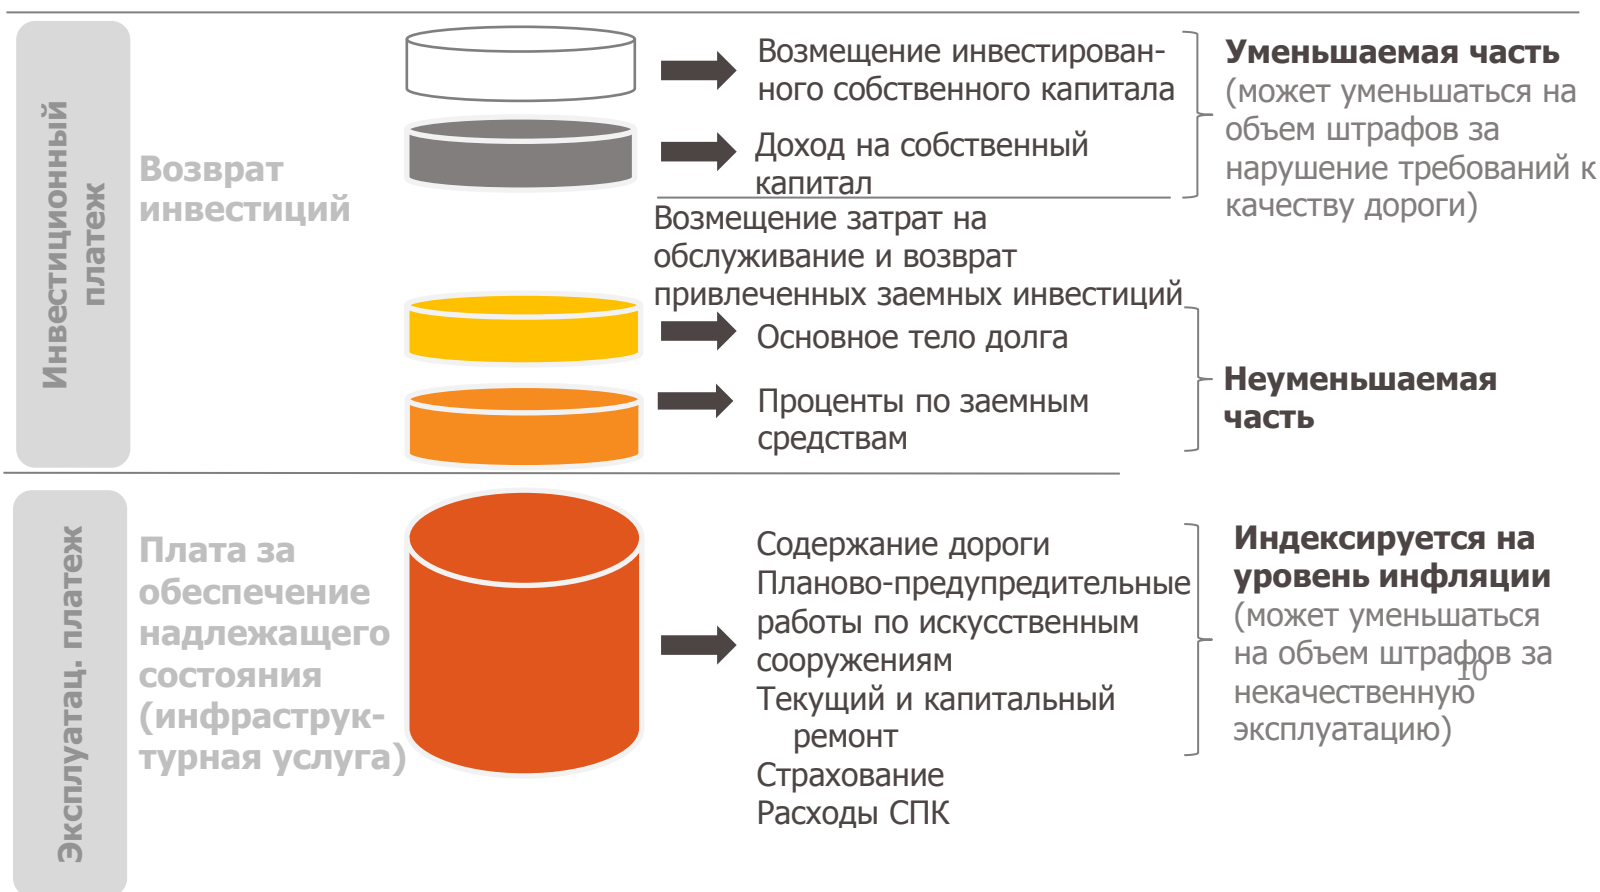 Инвестиционный
платеж
Возврат
инвестиций
Возмещение инвестирован-
ного собственного капитала
Доход на собственный
капитал
Уменьшаемая часть
(может уменьшаться на
объем штрафов за
нарушение требований к
качеству дороги)
Возмещение затрат на
обслуживание и возврат
привлеченных заемных инвестиций
Основное тело долга
Проценты по заемным
средствам
Неуменьшаемая
часть
Эксплуатац. платеж
Плата за
обеспечение
надлежащего
состояния
(инфраструк-
турная услуга)
Содержание дороги
Планово-предупредительные
работы по искусственным
сооружениям
Текущий и капитальный
ремонт
Страхование
Расходы СПК
Индексируется на
уровень инфляции
(может уменьшаться
на объем штрафов за
некачественную
эксплуатацию)
10